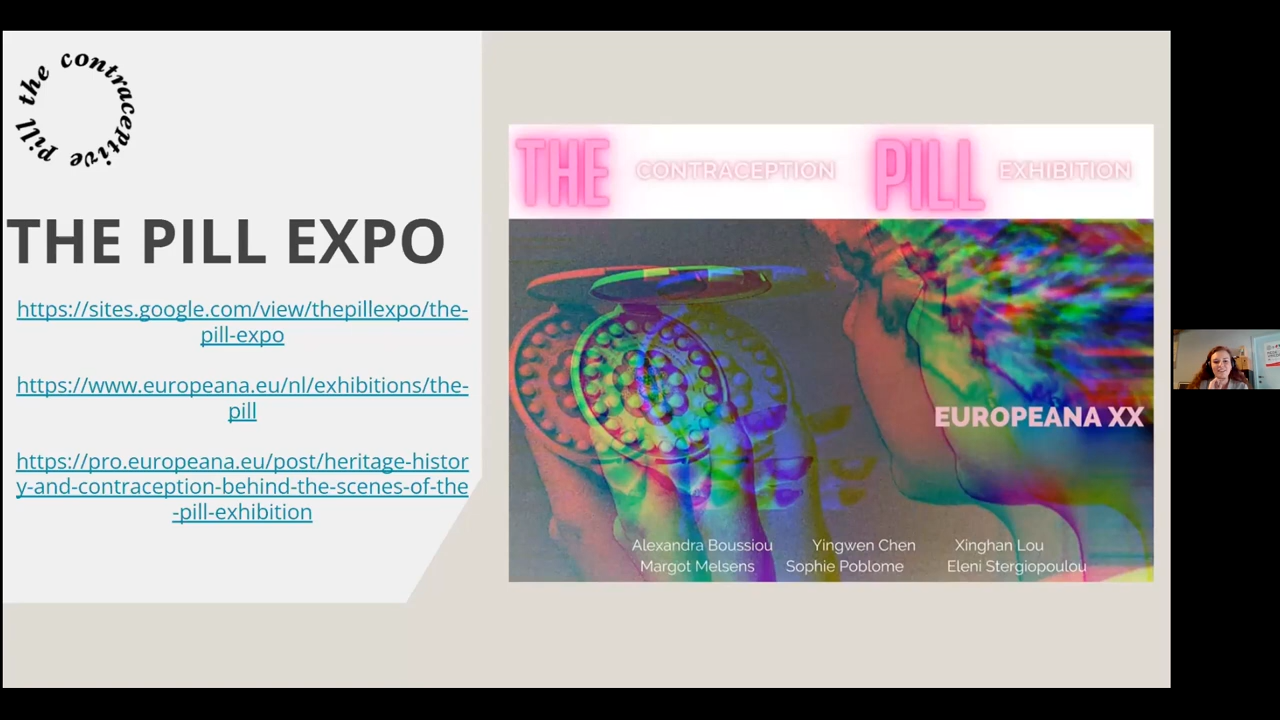 the contraceptive pill
THE PILL EXPO
https://sites.google.com/view/thepillexpo/the-
pill-expo
https://www.europeana.eu/nl/exhibitions/the-
pill
https://pro.europeana.eu/post/heritage-histor
y-and-contraception-behind-the-scenes-of-the
-pill-exhibition
THE CONTRACEPTION PILL EXHIBITION
EUROPEANA XX
Alexandra Boussiou Yingwen Chen Xinghan Lou
Margot Melsens Sophie Poblome Eleni Stergiopoulou